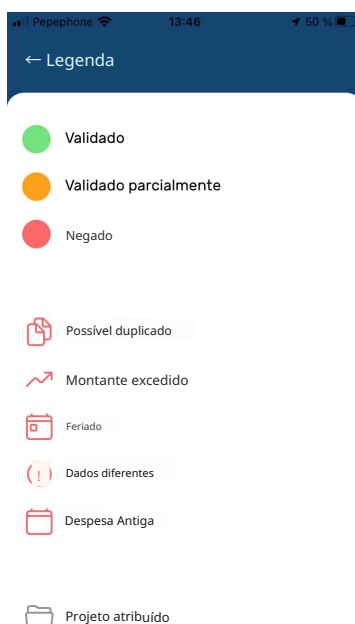 Pepephone 13:46 50 %
← Legenda
Validado
Validado parcialmente
Negado
Possível duplicado
Montante excedido
Feriado
Dados diferentes
Despesa Antiga
Projeto atribuído